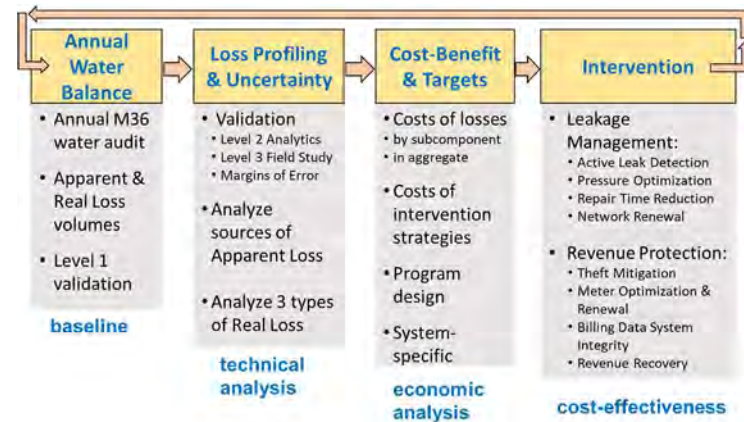 Annual
Water
Balance
• Annual M36
water audit
• Apparent &
Real Loss
volumes
• Level 1
validation
baseline
Loss Profiling
& Uncertainty
• Validation
• Level 2 Analytics
• Level 3 Field Study
• Margins of Error
• Analyze
sources of
Apparent Loss
• Analyze 3 types
of Real Loss
technical
analysis
Cost-Benefit
& Targets
• Costs of losses
• by subcomponent
• in aggregate
• Costs of
intervention
strategies
• Program
design
• System-
specific
economic
analysis
Intervention
• Leakage
Management:
• Active Leak Detection
• Pressure Optimization
• Repair Time Reduction
• Network Renewal
• Revenue Protection:
• Theft Mitigation
• Meter Optimization &
Renewal
• Billing Data System
Integrity
• Revenue Recovery
cost-effectiveness